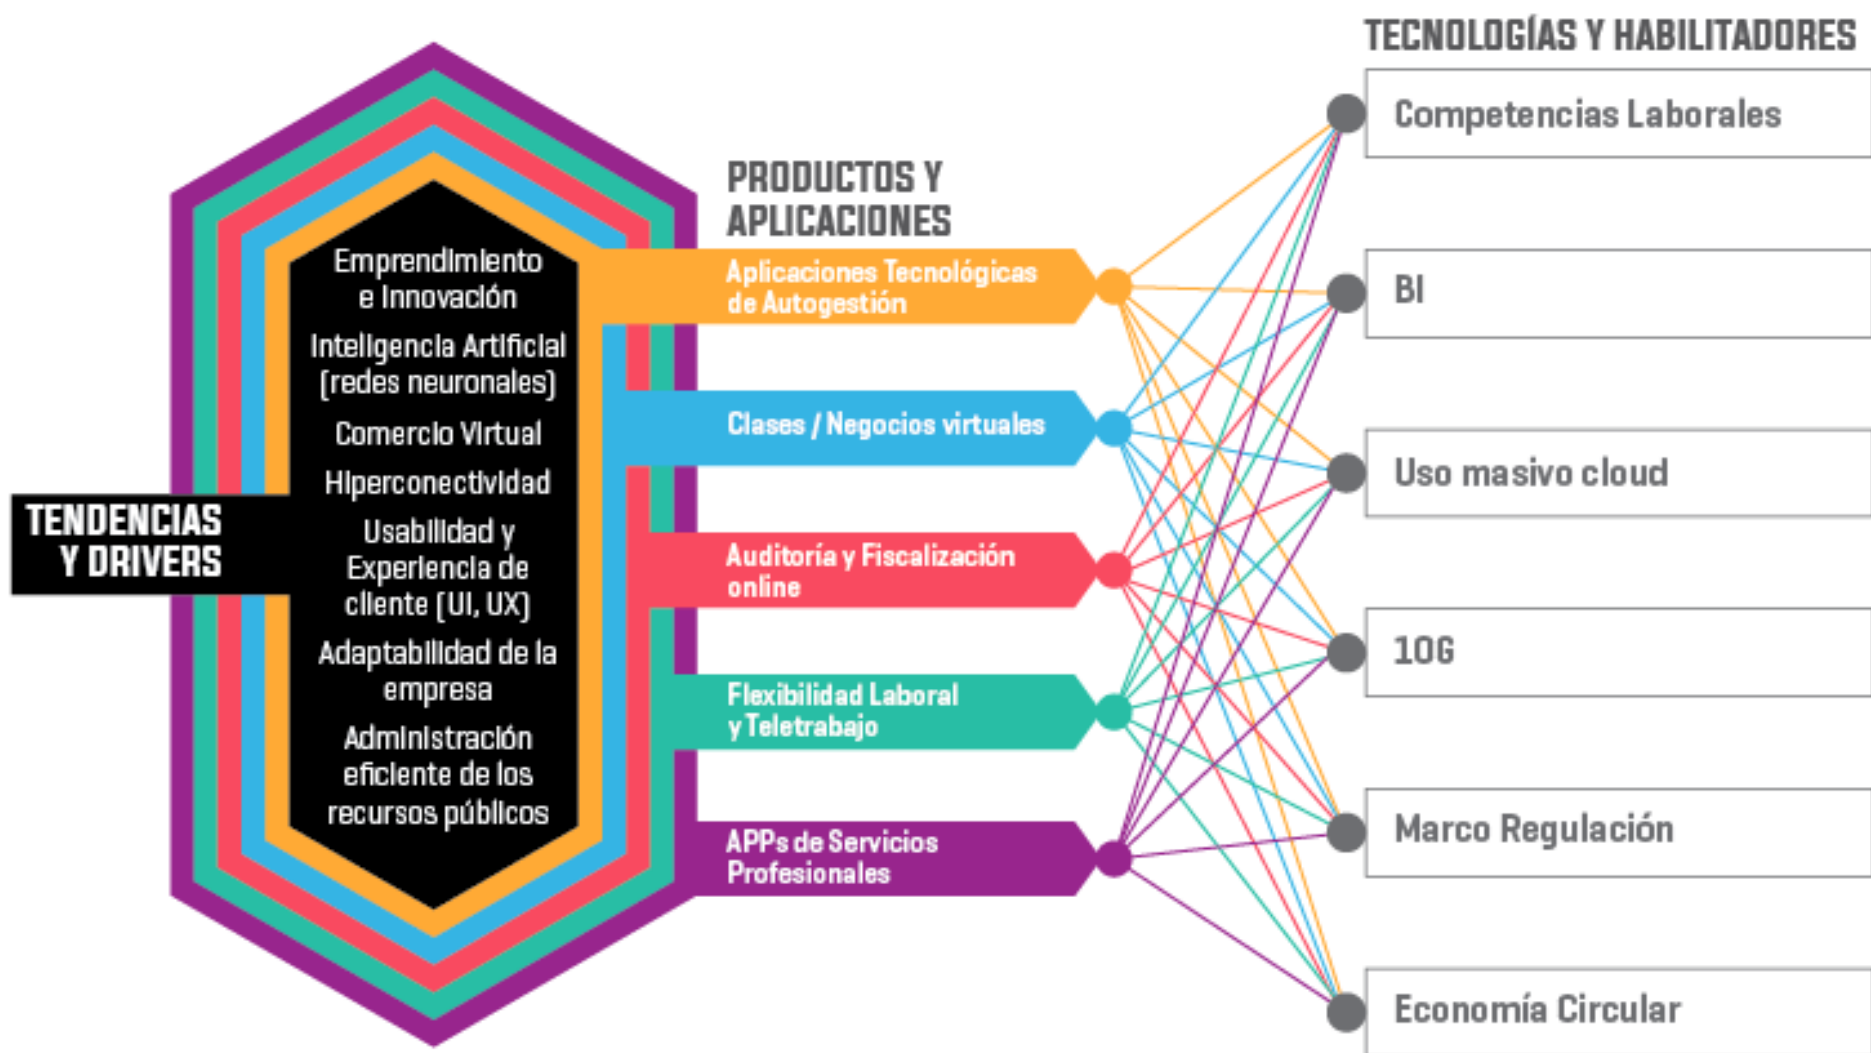 TENDENCIAS
Y DRIVERS
Emprendimiento
e Innovación
Inteligencia Artificial
(redes neuronales)
Comercio Virtual
Hiperconectividad
Usabilidad y
Experiencia de
cliente (UI, UX)
Adaptabilidad de la
empresa
Administración
eficiente de los
recursos públicos
PRODUCTOS Y
APLICACIONES
Aplicaciones Tecnológicas
de Autogestión
Clases / Negocios virtuales
Auditoría y Fiscalización
online
Flexibilidad Laboral
y Teletrabajo
APPs de Servicios
Profesionales
TECNOLOGÍAS Y HABILITADORES
Competencias Laborales
BI
Uso masivo cloud
10G
Marco Regulación
Economía Circular